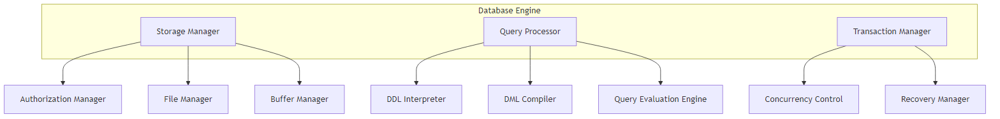 Database Engine
Storage Manager
Query Processor
Transaction Manager
Authorization Manager
File Manager
Buffer Manager
DDL Interpreter
DML Compiler
Query Evaluation Engine
Concurrency Control
Recovery Manager